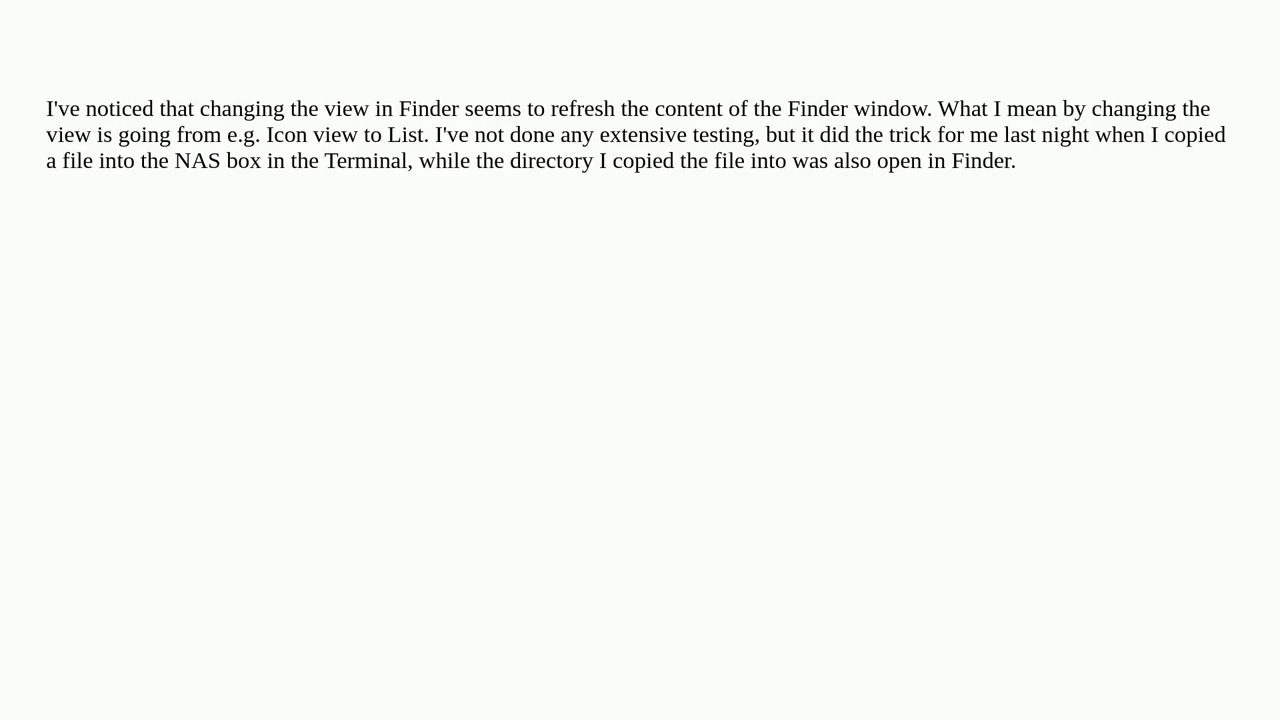 I've noticed that changing the view in Finder seems to refresh the content of the Finder window. What I mean by changing the
view is going from e.g. Icon view to List. I've not done any extensive testing, but it did the trick for me last night when I copied
a file into the NAS box in the Terminal, while the directory I copied the file into was also open in Finder.